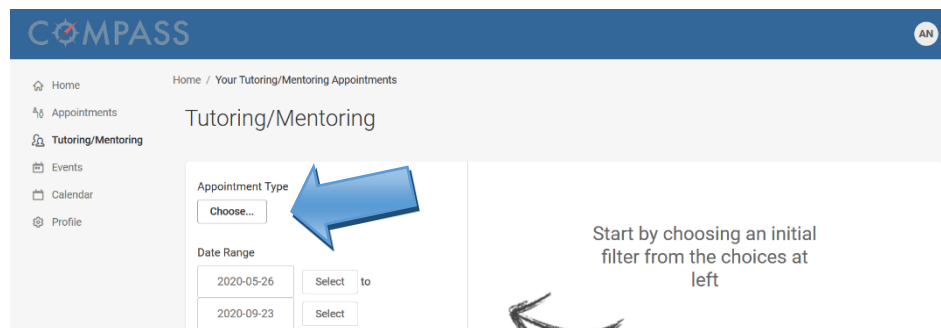 COMPASS
AN
Home
Appointments
Tutoring/Mentoring
Events
Calendar
Profile
Home / Your Tutoring/Mentoring Appointments
Tutoring/Mentoring
Appointment Type
Choose...
Date Range
2020-05-26 Select to
2020-09-23 Select
Start by choosing an initial
filter from the choices at
left